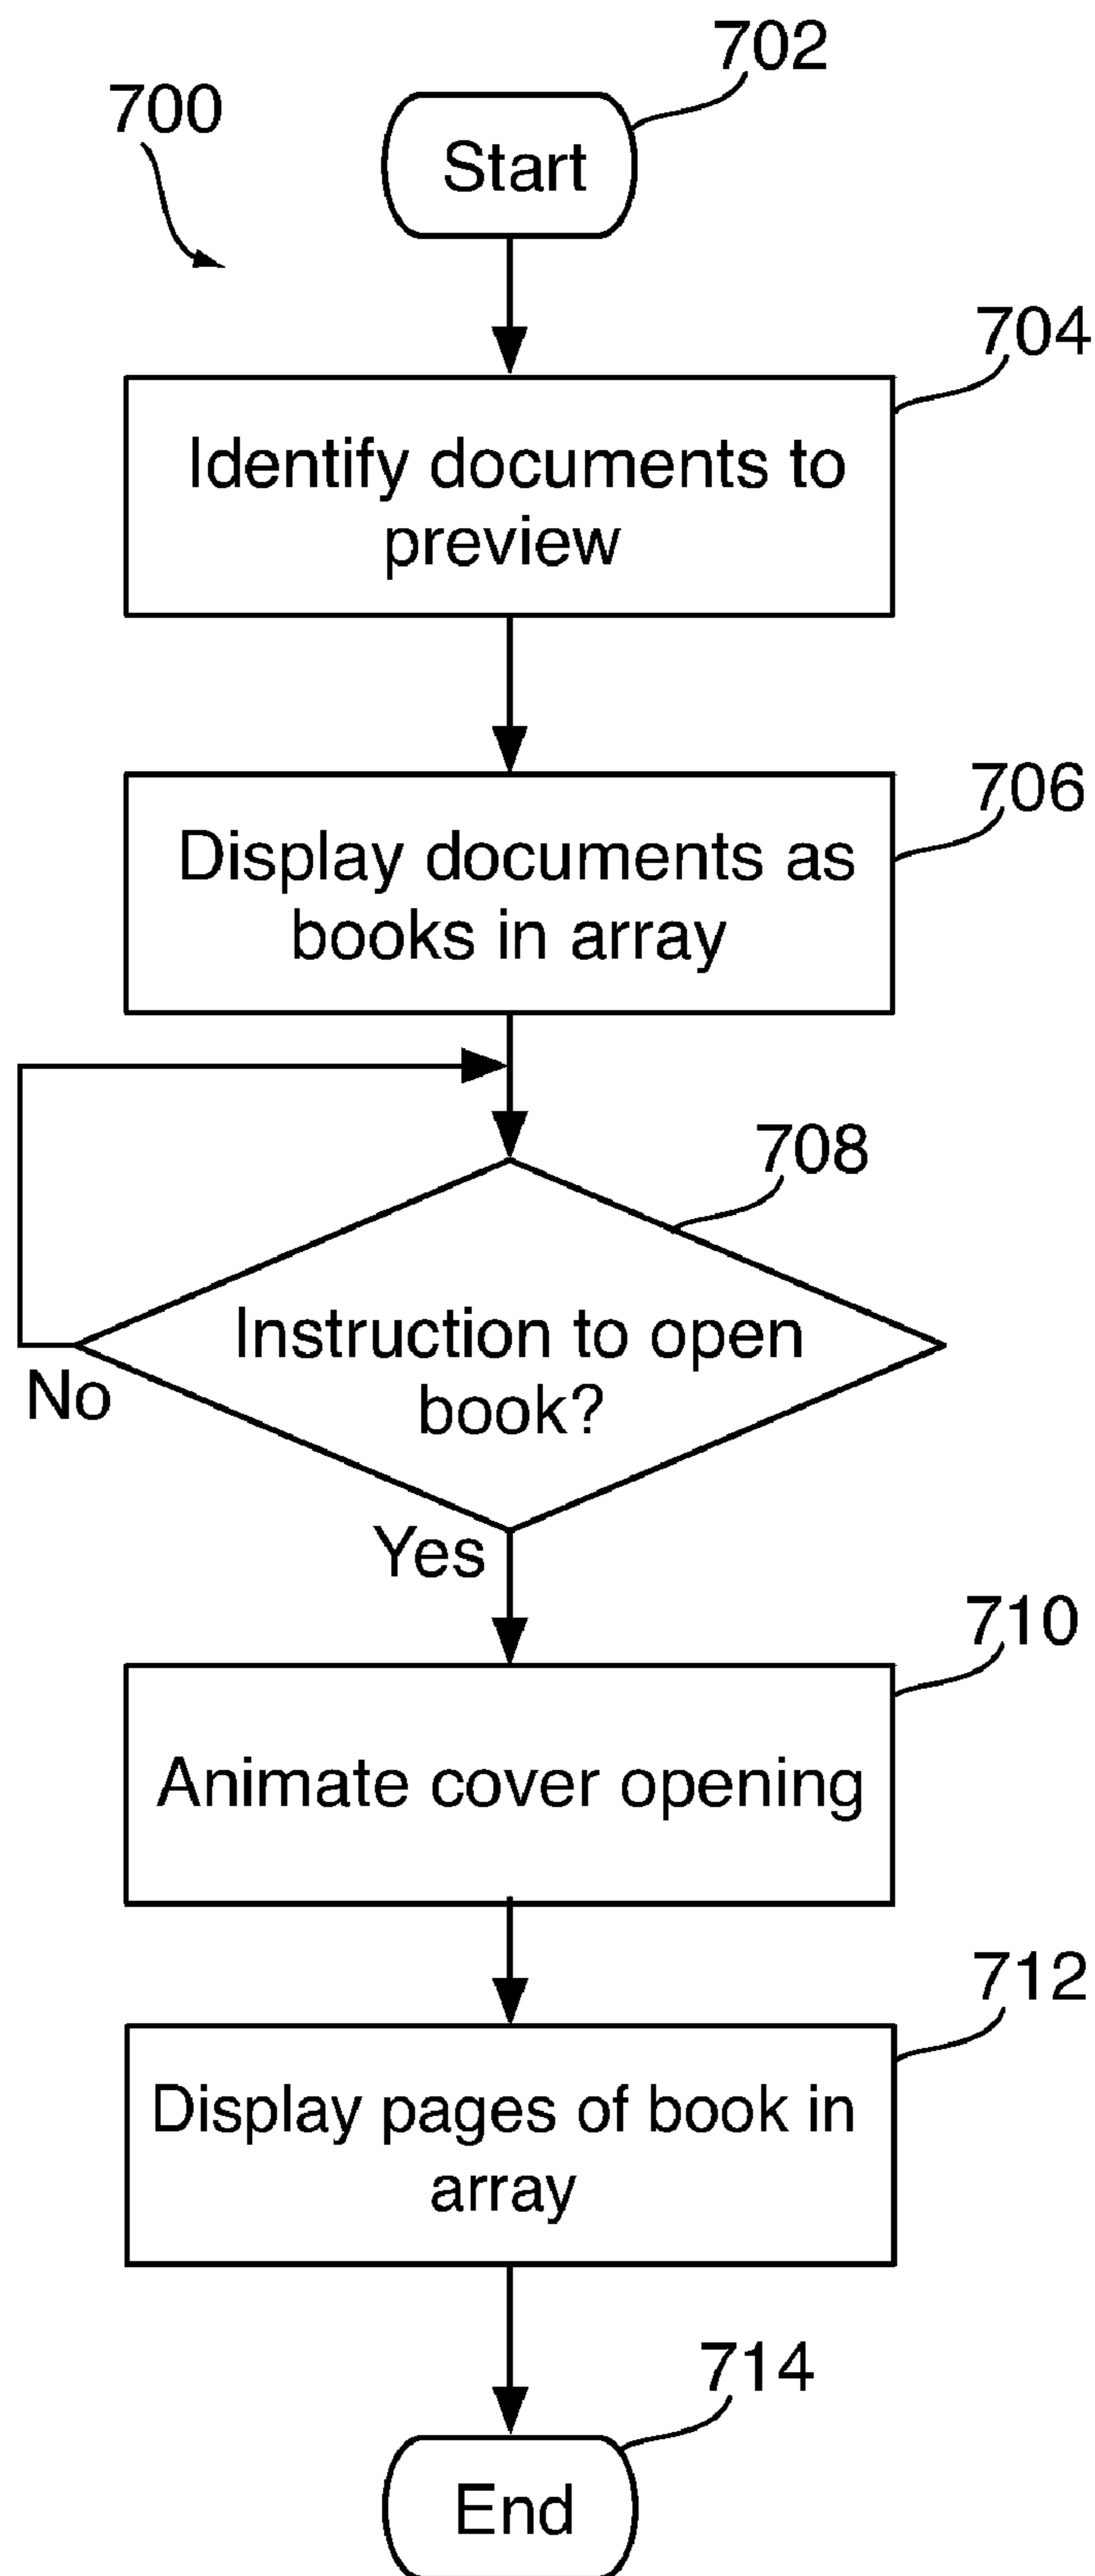 702
700
Start
704
Identify documents to
preview
706
Display documents as
books in array
708
Instruction to open
book?
No
Yes
710
Animate cover opening
712
Display pages of book in
array
714
End